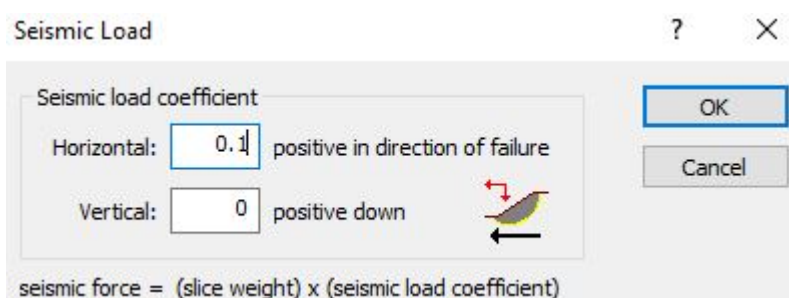 Seismic Load ? X
Seismic load coefficient
OK
Horizontal: 0.1 positive in direction of failure
Cancel
Vertical: 0 positive down
seismic force = (slice weight) x (seismic load coefficient)